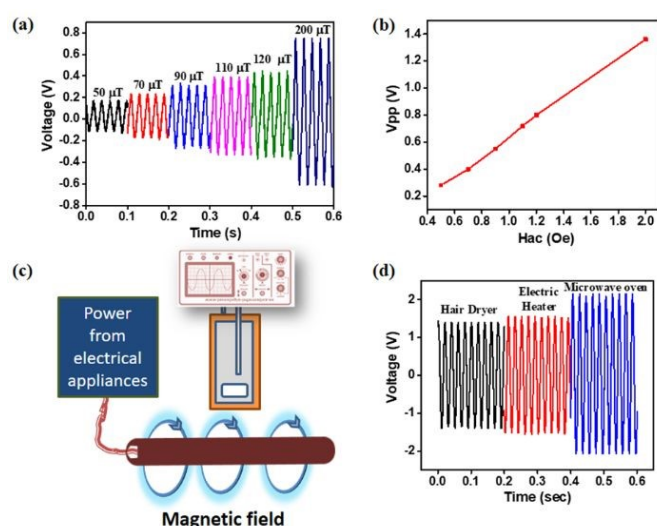 (a)
50 µT
70 µT
90 µT
110 µT
120 µT
200 µT
0.8
0.6
0.4
0.2
0.0
-0.2
-0.4
-0.6
-0.8
Voltage (V)
0.0 0.1 0.2 0.3 0.4 0.5 0.6
Time (s)
(b)
1.4
1.2
1.0
0.8
0.6
0.4
0.2
Vpp (V)
0.4 0.6 0.8 1.0 1.2 1.4 1.6 1.8 2.0
Hac (Oe)
(c)
Power
from
electrical
appliances
Magnetic field
(d)
Hair Dryer
Electric
Heater
Microwave oven
2
1
0
-1
-2
Voltage (V)
0.0 0.1 0.2 0.3 0.4 0.5 0.6
Time (sec)